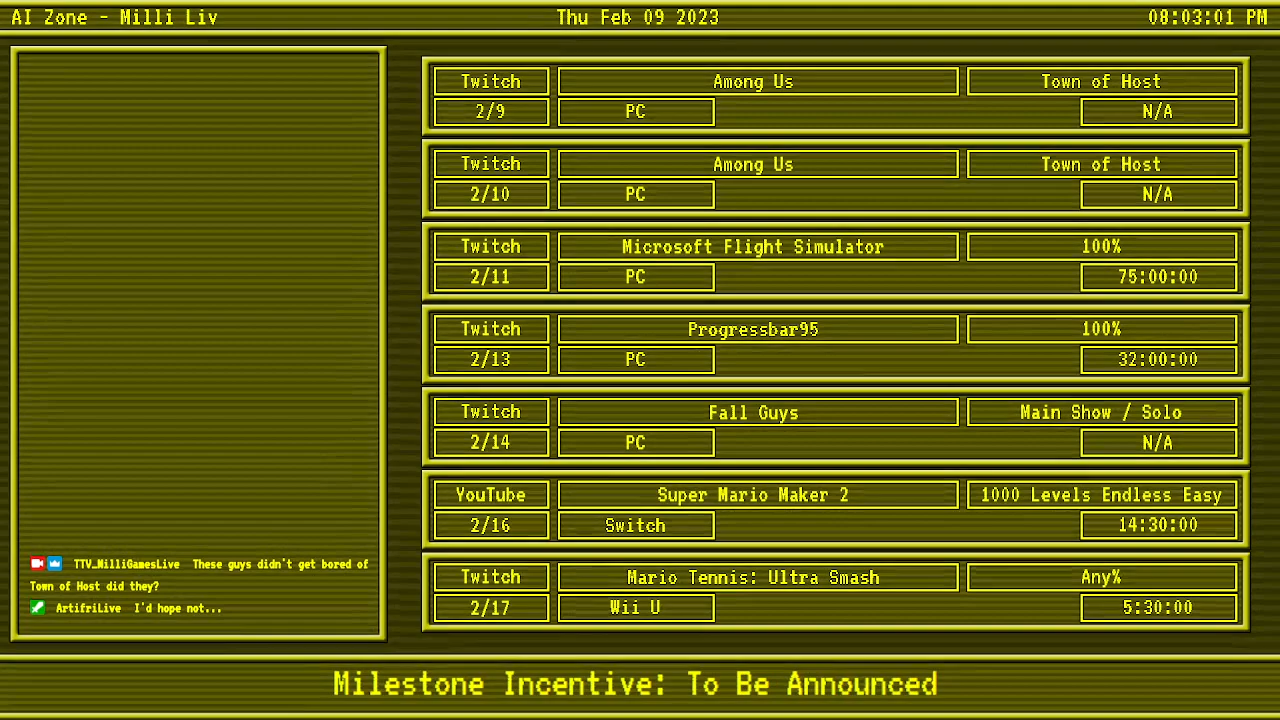 AI Zone - Milli Liv
Thu Feb 09 2023
08:03:01 PM
Twitch Among Us Town of Host
2/9 PC N/A
Twitch Among Us Town of Host
2/10 PC N/A
Twitch Microsoft Flight Simulator 100%
2/11 PC 75:00:00
Twitch Progressbar95 100%
2/13 PC 32:00:00
Twitch Fall Guys Main Show / Solo
2/14 PC N/A
YouTube Super Mario Maker 2 1000 Levels Endless Easy
2/16 Switch 14:30:00
Twitch Mario Tennis: Ultra Smash Any%
2/17 Wii U 5:30:00
TTV_MilliGamesLive These guys didn't get bored of
Town of Host did they?
ArtifriLive I'd hope not...
Milestone Incentive: To Be Announced